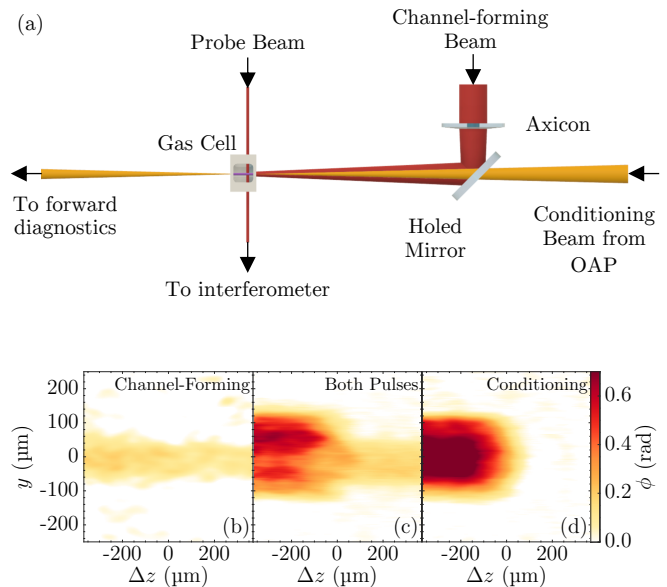 (a)
Channel-forming
Beam
Probe Beam
Axicon
Gas Cell
To forward
diagnostics
Holed
Mirror
Conditioning
Beam from
OAP
To interferometer
Channel-Forming
Both Pulses
Conditioning
200
100
0
-100
-200
y (µm)
(b)
(c)
(d)
0.6
0.4
0.2
0.0
ϕ (rad)
-200 0 200
-200 0 200
-200 0 200
Δz (µm)
Δz (µm)
Δz (µm)